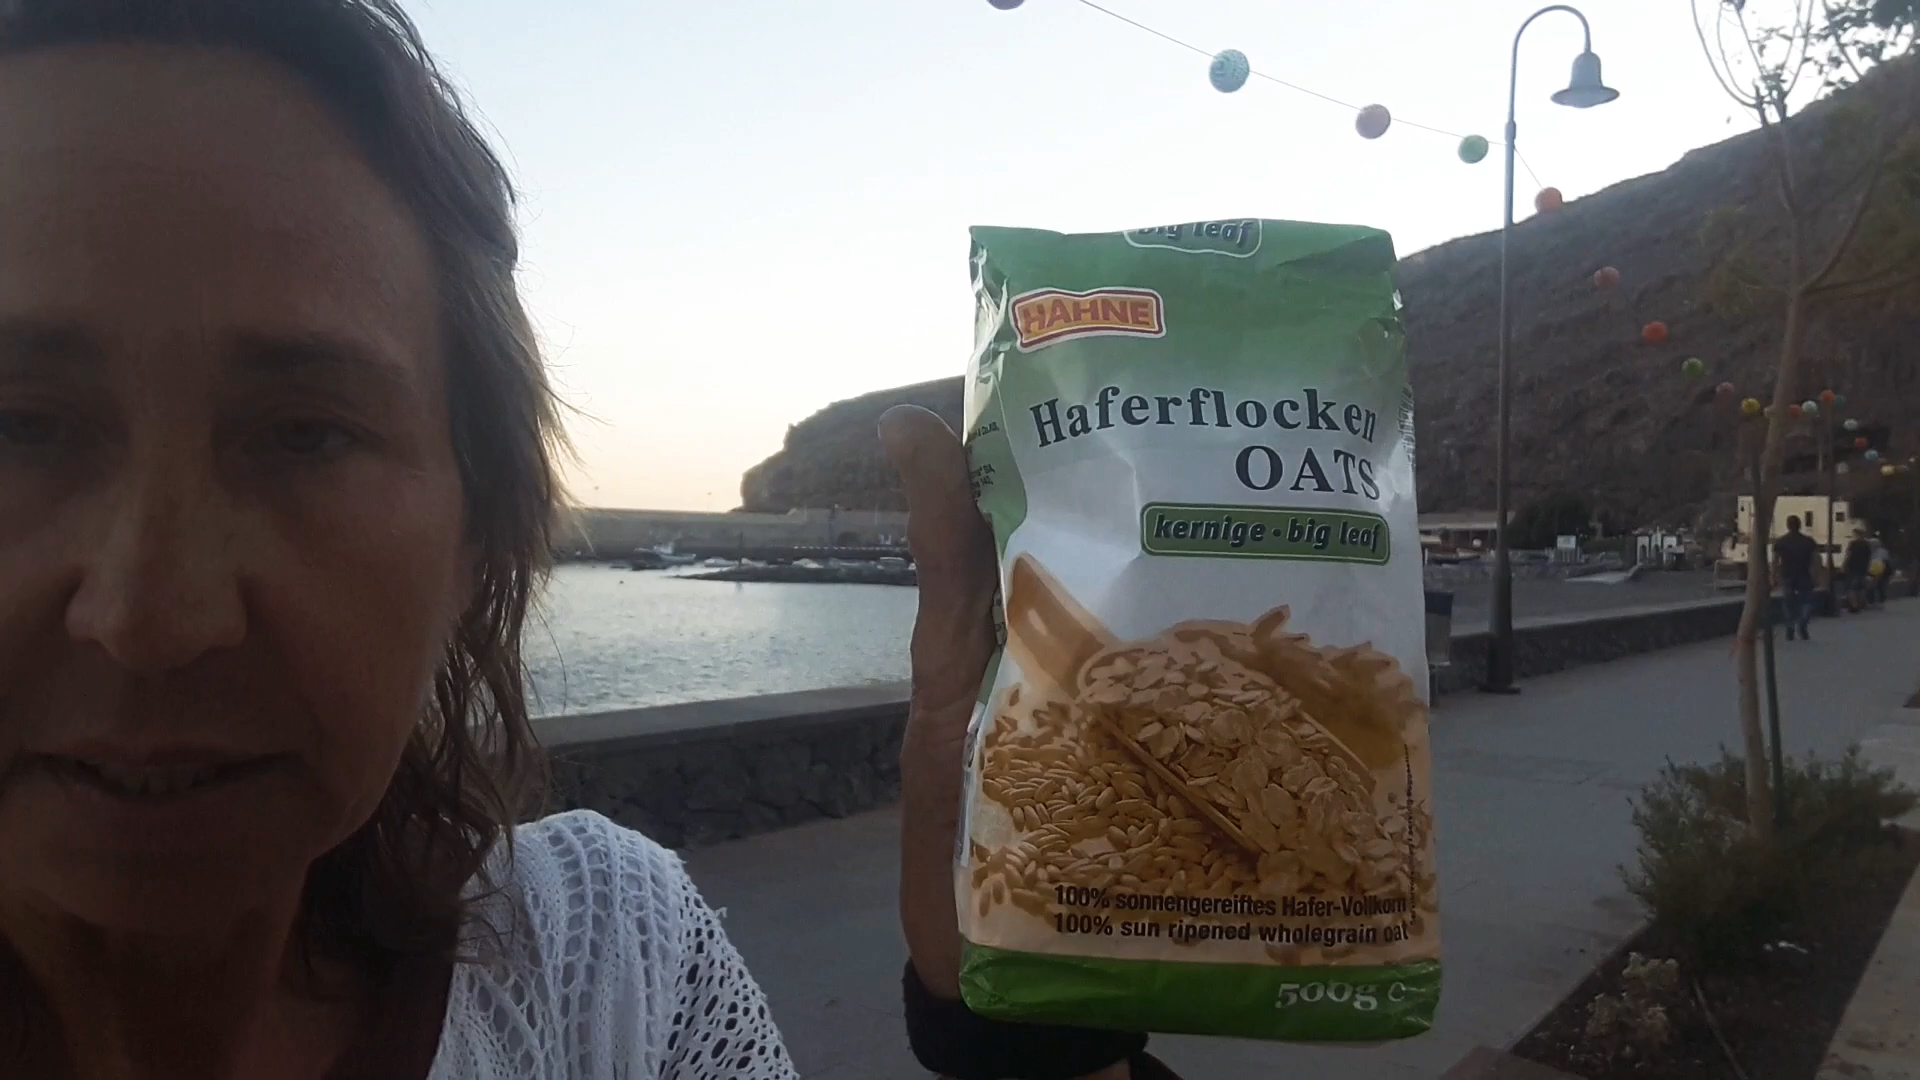 big leaf
HAHNE
Haferflocken
OATS
kernige • big leaf
100% sonnengereiftes Hafer-Vollkorn
100% sun ripened wholegrain oat
500g e